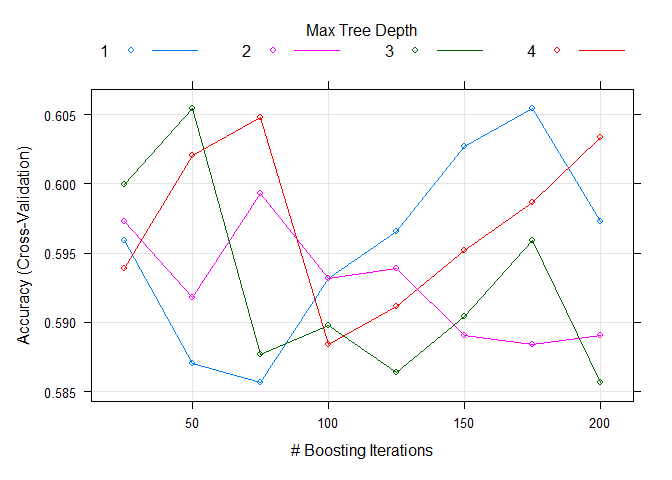 Max Tree Depth
1 2 3 4
0.605
0.600
0.595
0.590
0.585
Accuracy (Cross-Validation)
50 100 150 200
# Boosting Iterations